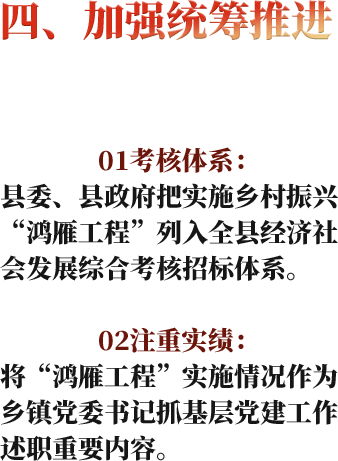 四、加强统筹推进
01考核体系：
县委、县政府把实施乡村振兴
“鸿雁工程”列入全县经济社
会发展综合考核招标体系。
02注重实绩：
将“鸿雁工程”实施情况作为
乡镇党委书记抓基层党建工作
述职重要内容。